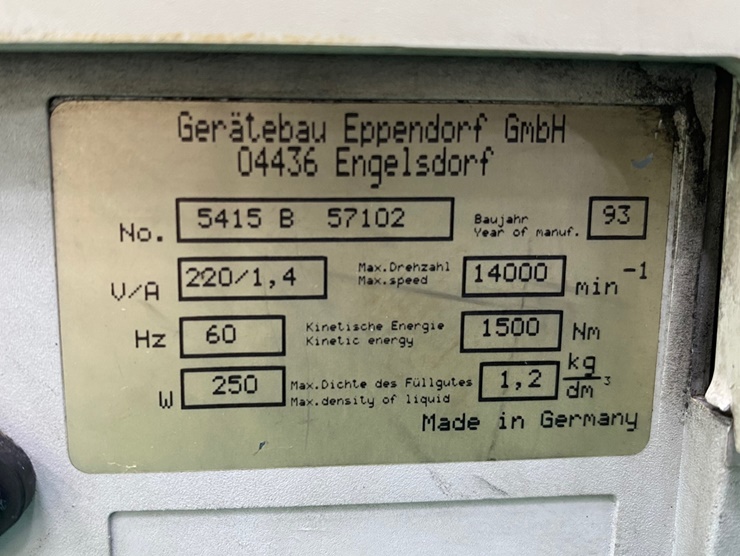 Gerätebau Eppendorf GmbH
04436 Engelsdorf
No. 5415 B 57102 Baujahr 93
Year of manuf.
V/A 220/1,4 Max.Drehzahl 14000 min⁻¹
Max.speed
Hz 60 Kinetische Energie 1500 Nm
Kinetic energy
W 250 Max.Dichte des Füllgutes 1,2 kg/dm³
Max.density of liquid
Made in Germany